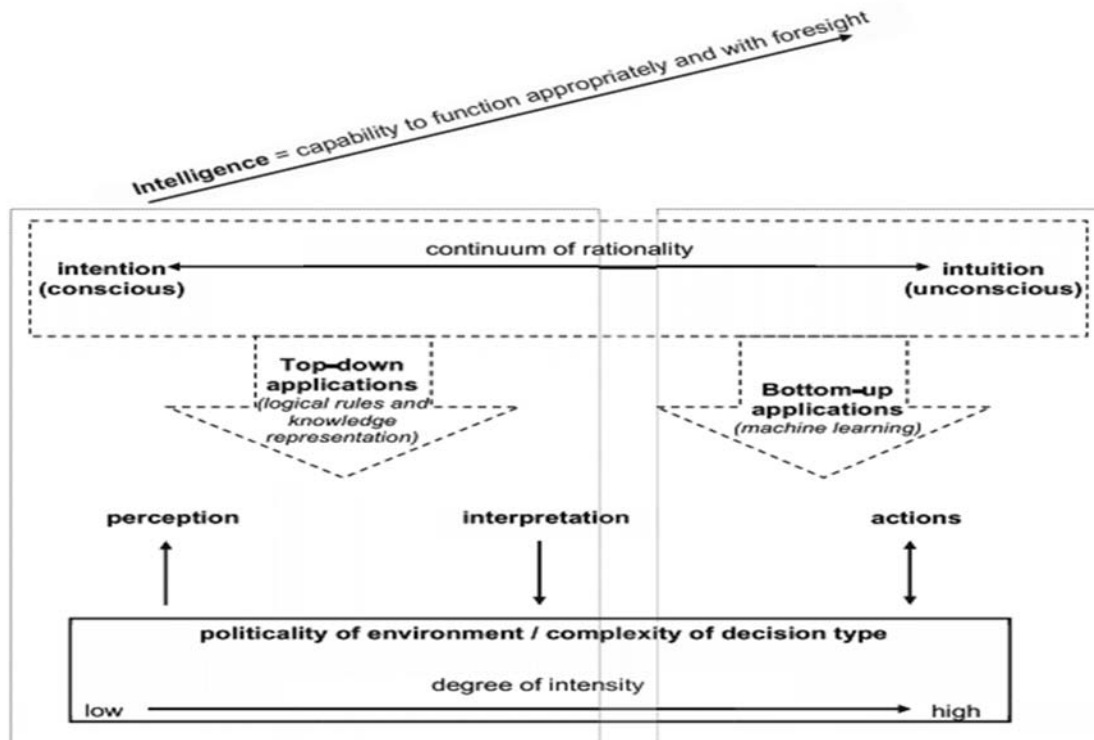 Intelligence = capability to function appropriately and with foresight
continuum of rationality
intention
(conscious)
intuition
(unconscious)
Top-down
applications
(logical rules and
knowledge
representation)
Bottom-up
applications
(machine learning)
perception
interpretation
actions
politicality of environment / complexity of decision type
degree of intensity
low
high